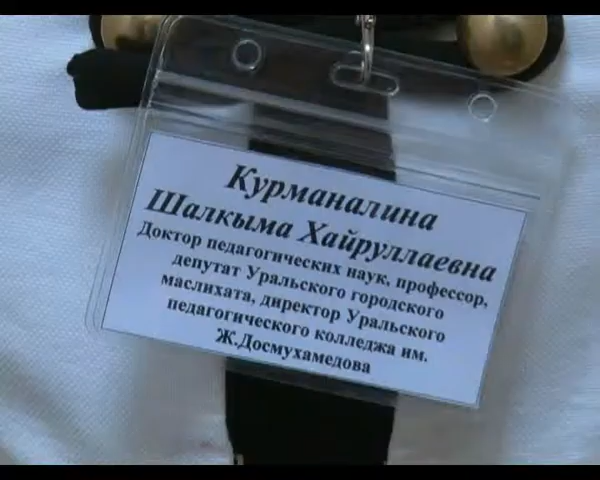 Курманалина
Шалкыма Хайруллаевна
Доктор педагогических наук, профессор,
депутат Уральского городского
маслихата, директор Уральского
педагогического колледжа им.
Ж.Досмухамедова